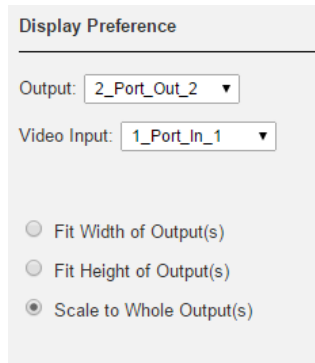 Display Preference
Output: 2_Port_Out_2
Video Input: 1_Port_In_1
Fit Width of Output(s)
Fit Height of Output(s)
Scale to Whole Output(s)